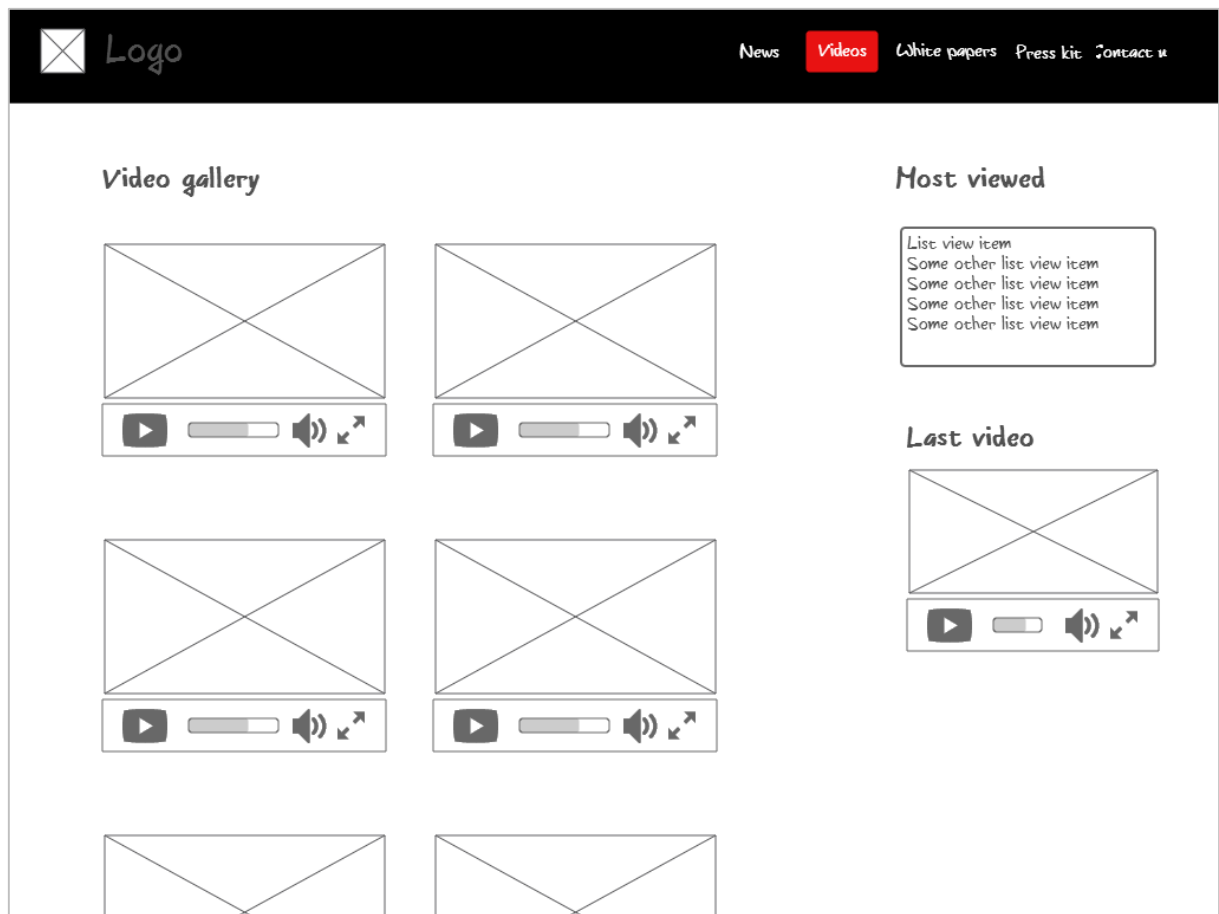 Logo
News
Videos
White papers
Press kit
Contact u
Video gallery
Most viewed
List view item
Some other list view item
Some other list view item
Some other list view item
Some other list view item
Last video